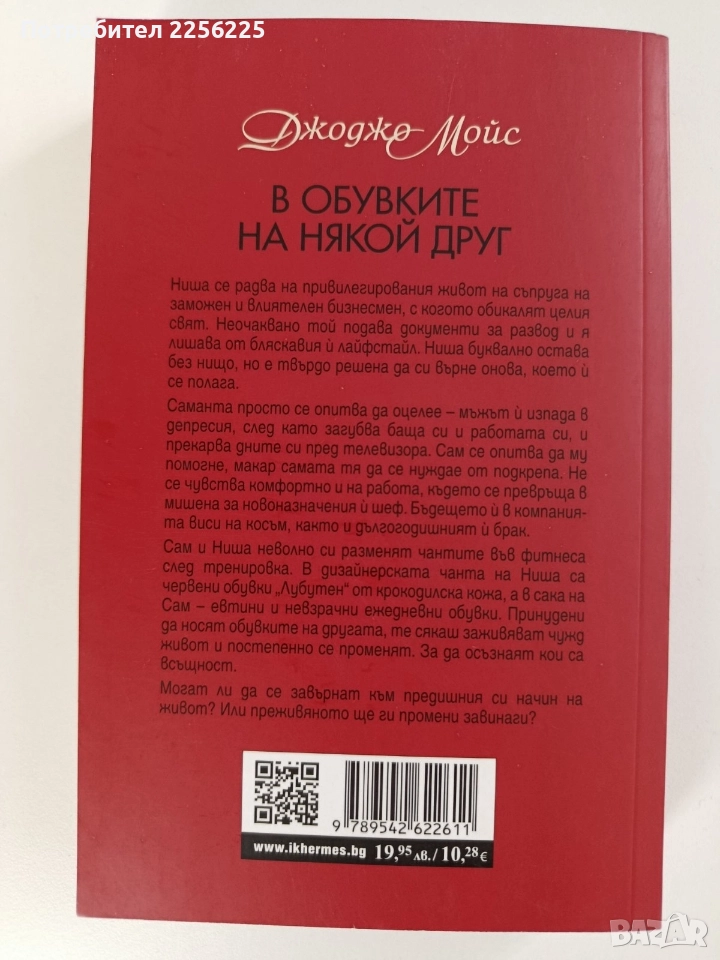 Потребител 2256225
Джоджо Мойс
В ОБУВКИТЕ
НА НЯКОЙ ДРУГ
Ниша се радва на привилегирования живот на съпруга на
заможен и влиятелен бизнесмен, с когото обикалят целия
свят. Неочаквано той подава документи за развод и я
лишава от бляскавия ѝ лайфстайл. Ниша буквално остава
без нищо, но е твърдо решена да си върне онова, което ѝ
се полага.
Саманта просто се опитва да оцелее – мъжът ѝ изпада в
депресия, след като загубва баща си и работата си, и
прекарва дните си пред телевизора. Сам се опитва да му
помогне, макар самата тя да се нуждае от подкрепа. Не
се чувства комфортно и на работа, където се превръща в
мишена за новоназначения ѝ шеф. Бъдещето ѝ в компания-
та виси на косъм, както и дългогодишният ѝ брак.
Сам и Ниша неволно си разменят чантите във фитнеса
след тренировка. В дизайнерската чанта на Ниша са
червени обувки „Лубутен“ от крокодилска кожа, а в сака на
Сам – евтини и невзрачни ежедневни обувки. Принудени
да носят обувките на другата, те сякаш заживяват чужд
живот и постепенно се променят. За да осъзнаят кои са
всъщност.
Могат ли да се завърнат към предишния си начин на
живот? Или преживяното ще ги промени завинаги?
9 789542 622611
www.ikhermes.bg 19,95 лв./10,28 €
BAZAR